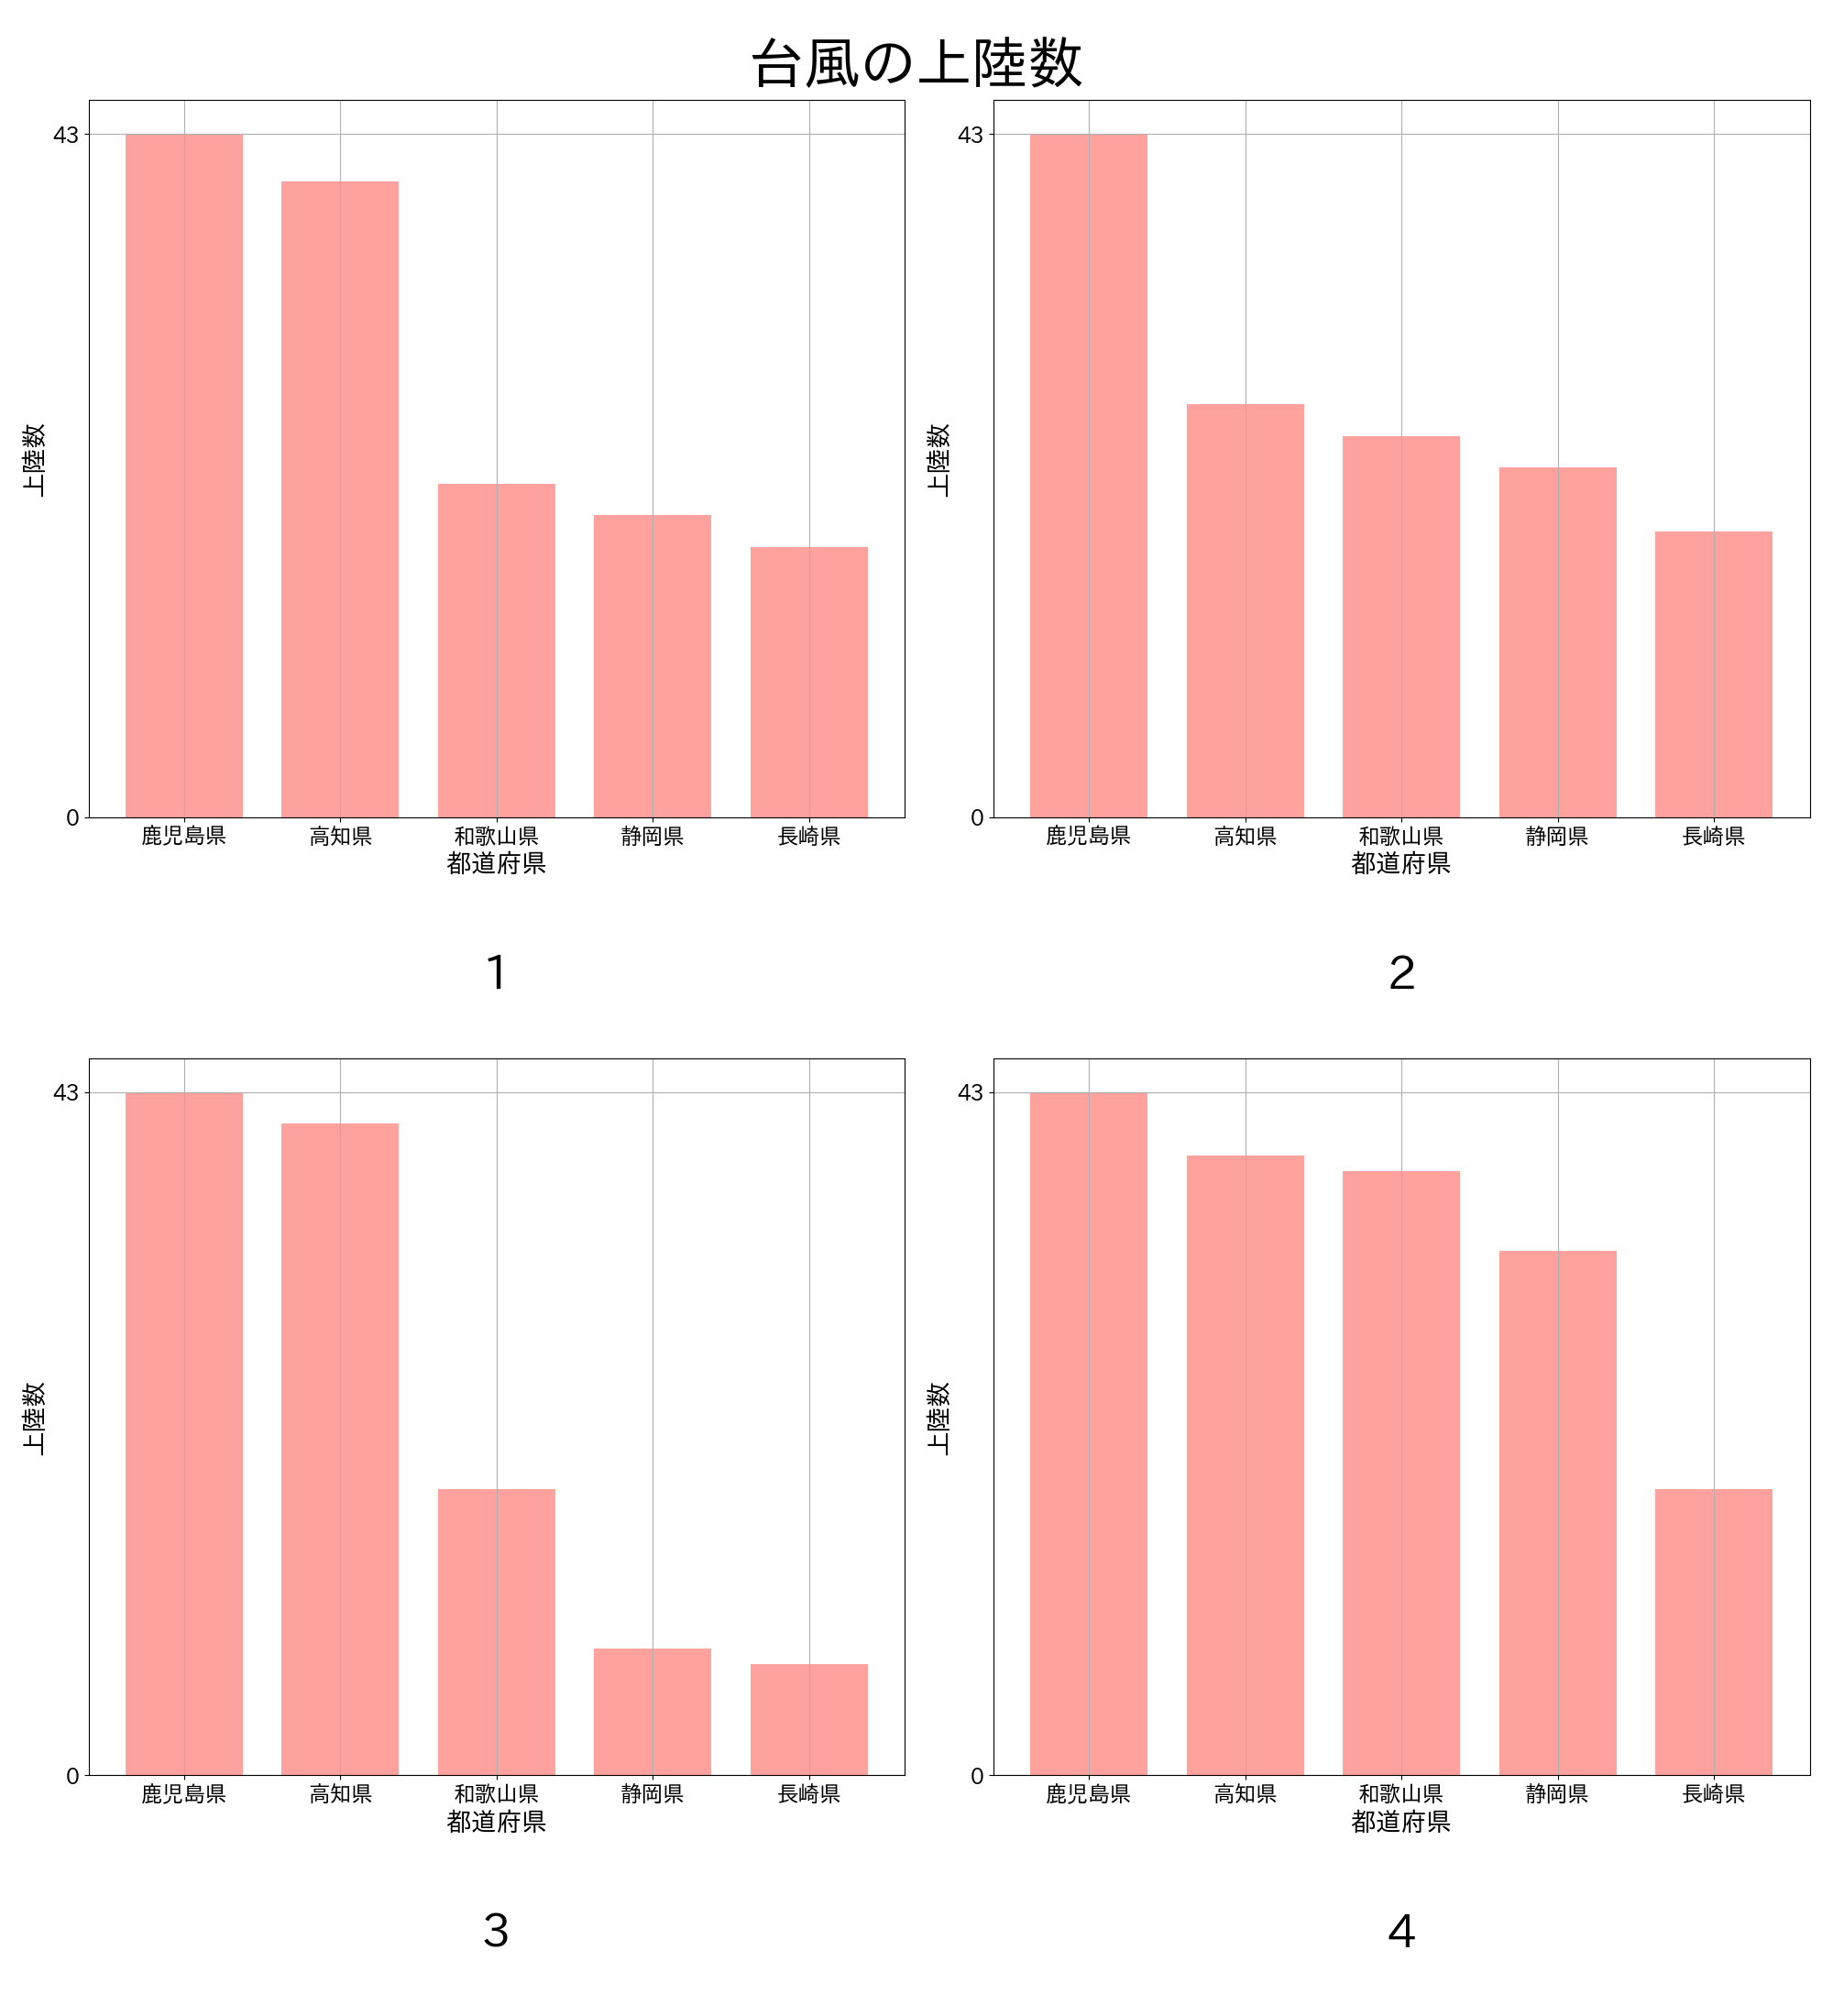 台風の上陸数
43
0
上陸数
鹿児島県 高知県 和歌山県 静岡県 長崎県
都道府県
1
43
0
上陸数
鹿児島県 高知県 和歌山県 静岡県 長崎県
都道府県
2
43
0
上陸数
鹿児島県 高知県 和歌山県 静岡県 長崎県
都道府県
3
43
0
上陸数
鹿児島県 高知県 和歌山県 静岡県 長崎県
都道府県
4